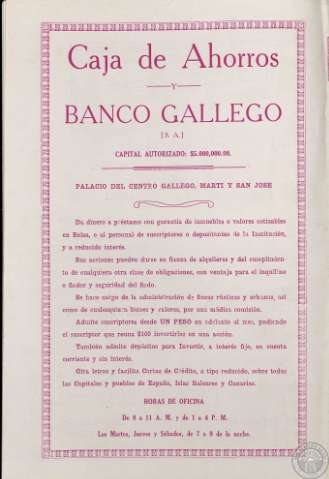 Caja de Ahorros
Y
BANCO GALLEGO
[S. A.]
CAPITAL AUTORIZADO: $5.000,000.00.
PALACIO DEL CENTRO GALLEGO, MARTI Y SAN JOSE
Da dinero a préstamo con garantía de inmuebles o valores cotizables
en Bolsa, o al personal de suscriptores o depositantes de la Institución,
y a reducido interés.
Sus acciones pueden darse en fianza de alquileres y del cumplimiento
de cualquiera otra clase de obligaciones, con ventaja para el inquilino
o fiador y seguridad del fiado.
Se hace cargo de la administración de fincas rústicas y urbanas, así
como de cualesquiera bienes y valores, por una módica comisión.
Admite suscriptores desde UN PESO en adelante al mes, pudiendo
el suscriptor que reuna $100 invertirlos en una acción.
También admite depósitos para invertir, a interés fijo, en cuenta
corriente y sin interés.
Gira letras y facilita Cartas de Crédito, a tipo reducido, sobre todas
las Capitales y pueblos de España, Islas Baleares y Canarias.
HORAS DE OFICINA
De 8 a 11 A. M. y de 1 a 4 P. M.
Los Martes, Jueves y Sábados, de 7 a 9 de la noche.